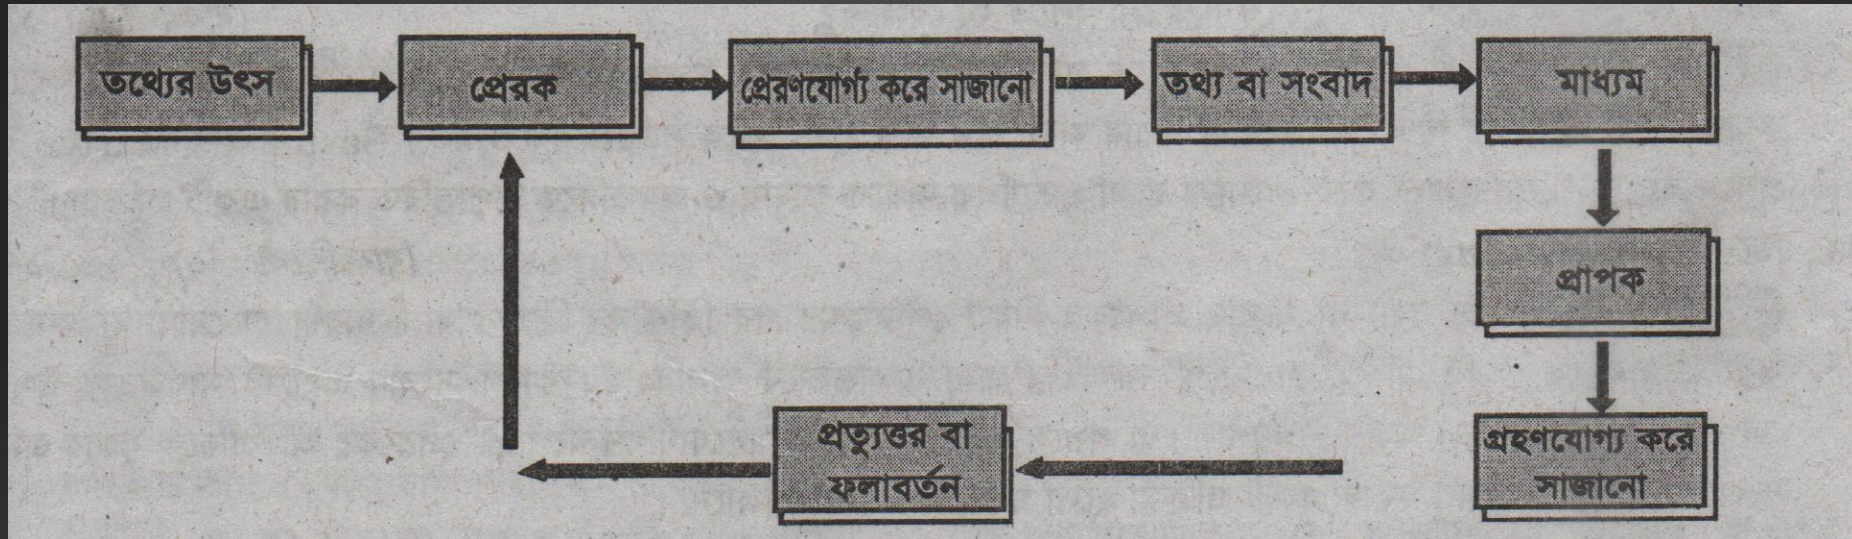 তথ্যের উৎস
প্রেরক
প্রেরণযোগ্য করে সাজানো
তথ্য বা সংবাদ
মাধ্যম
প্রাপক
গ্রহণযোগ্য করে
সাজানো
প্রত্যুত্তর বা
ফলাবর্তন